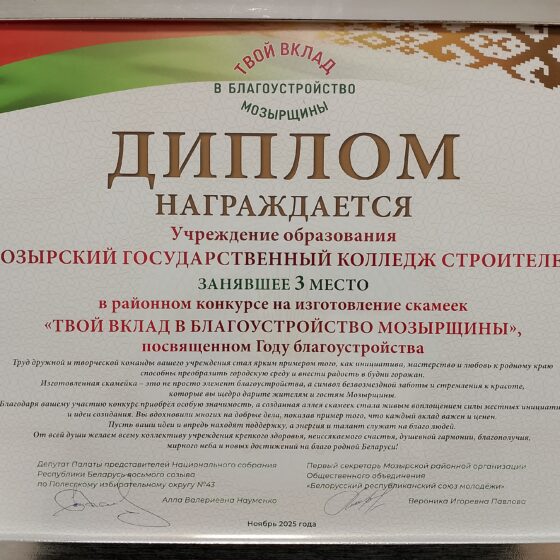 ТВОЙ ВКЛАД
В БЛАГОУСТРОЙСТВО
МОЗЫРЩИНЫ
ДИПЛОМ
НАГРАЖДАЕТСЯ
Учреждение образования
ОЗЫРСКИЙ ГОСУДАРСТВЕННЫЙ КОЛЛЕДЖ СТРОИТЕЛЕ
ЗАНЯВШЕЕ 3 МЕСТО
в районном конкурсе на изготовление скамеек
«ТВОЙ ВКЛАД В БЛАГОУСТРОЙСТВО МОЗЫРЩИНЫ»,
посвященном Году благоустройства
Труд дружной и творческой команды вашего учреждения стал ярким примером того, как инициатива, мастерство и любовь к родному краю
способны преобразить городскую среду и внести радость в будни горожан.
Изготовленная скамейка – это не просто элемент благоустройства, а символ безвозмездной заботы и стремления к красоте,
которые вы щедро дарите жителям и гостям Мозырщины.
Благодаря вашему участию конкурс приобрёл особую значимость, а созданная аллея скамеек стала живым воплощением силы местных инициати
и идеи созидания. Вы вдохновили многих на добрые дела, показав пример того, что каждый вклад важен и ценен.
Пусть ваши идеи и впредь находят поддержку, а энергия и талант служат на благо людей.
От всей души желаем всему коллективу учреждения крепкого здоровья, неиссякаемого счастья, душевной гармонии, благополучия,
мирного неба и новых достижений на благо родной Беларуси!
Депутат Палаты представителей Национального собрания
Республики Беларусь восьмого созыва
по Полесскому избирательному округу №43
Алла Валериевна Науменко
Первый секретарь Мозырской районной организации
Общественного объединения
«Белорусский республиканский союз молодёжи»
Вероника Игоревна Павлова
Ноябрь 2025 года